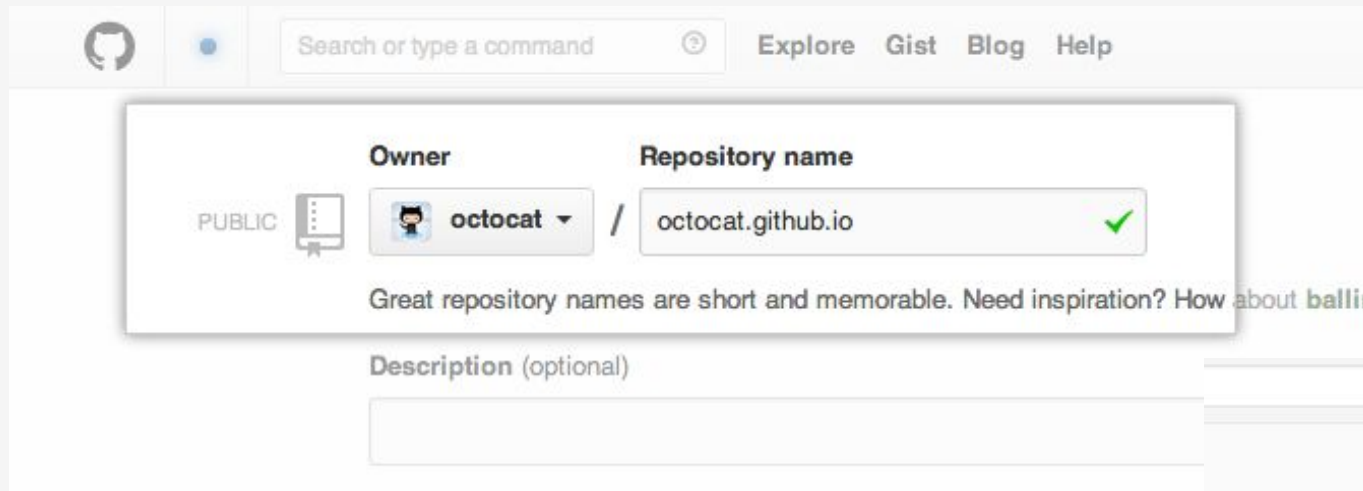 Search or type a command Explore Gist Blog Help
Owner Repository name
PUBLIC octocat / octocat.github.io
Great repository names are short and memorable. Need inspiration? How about
Description (optional)